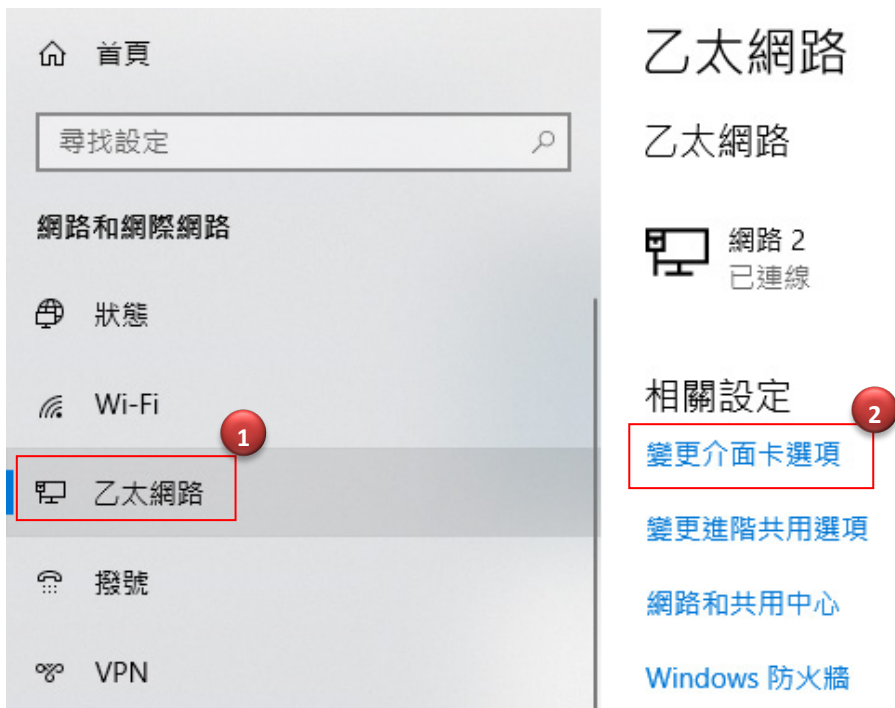 首頁
尋找設定
網路和網際網路
狀態
Wi-Fi
1
乙太網路
撥號
VPN
乙太網路
乙太網路
網路 2
已連線
相關設定
2
變更介面卡選項
變更進階共用選項
網路和共用中心
Windows 防火牆